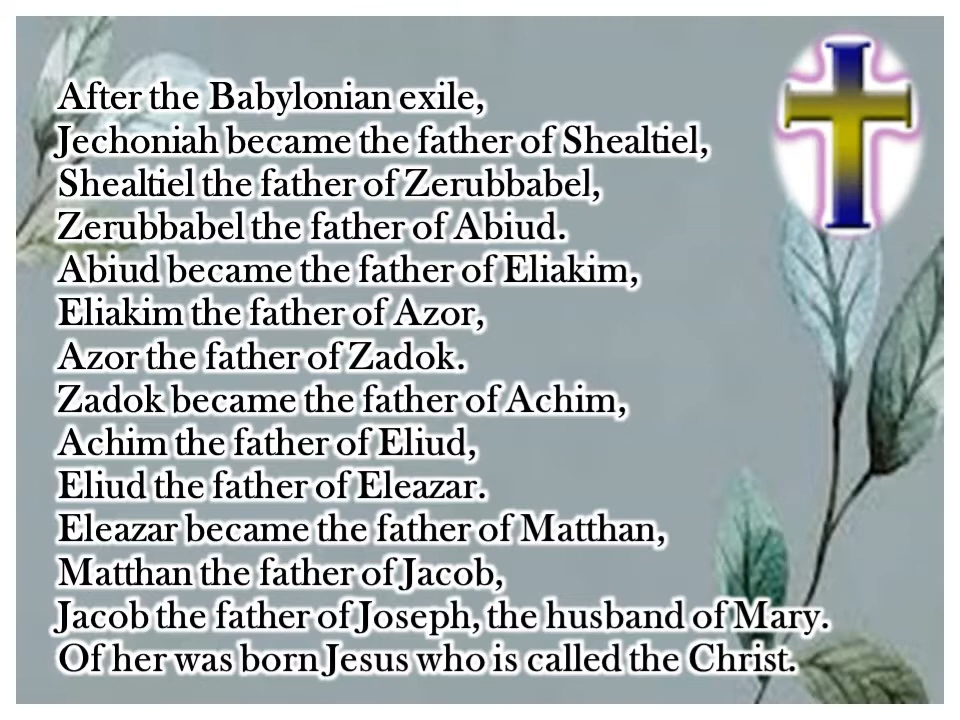 After the Babylonian exile,
Jechoniah became the father of Shealtiel,
Shealtiel the father of Zerubbabel,
Zerubbabel the father of Abiud.
Abiud became the father of Eliakim,
Eliakim the father of Azor,
Azor the father of Zadok.
Zadok became the father of Achim,
Achim the father of Eliud,
Eliud the father of Eleazar.
Eleazar became the father of Matthan,
Matthan the father of Jacob,
Jacob the father of Joseph, the husband of Mary.
Of her was born Jesus who is called the Christ.